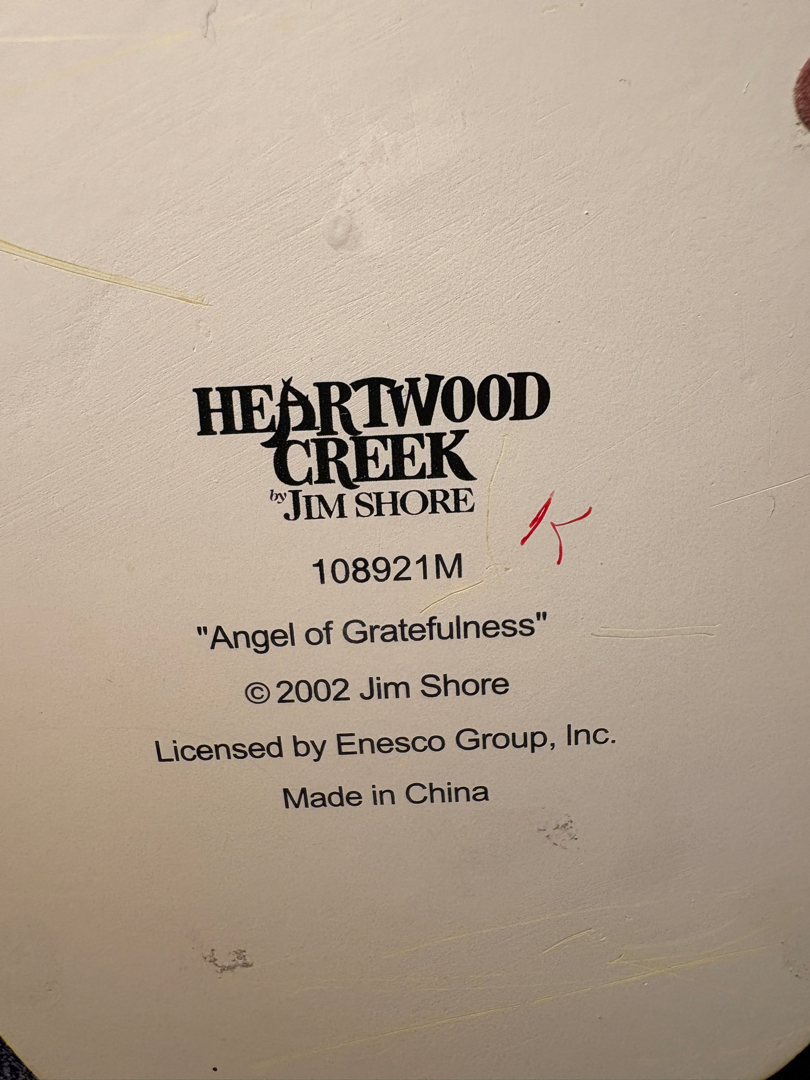 HEARTWOOD
CREEK
by JIM SHORE
108921M
"Angel of Gratefulness"
© 2002 Jim Shore
Licensed by Enesco Group, Inc.
Made in China